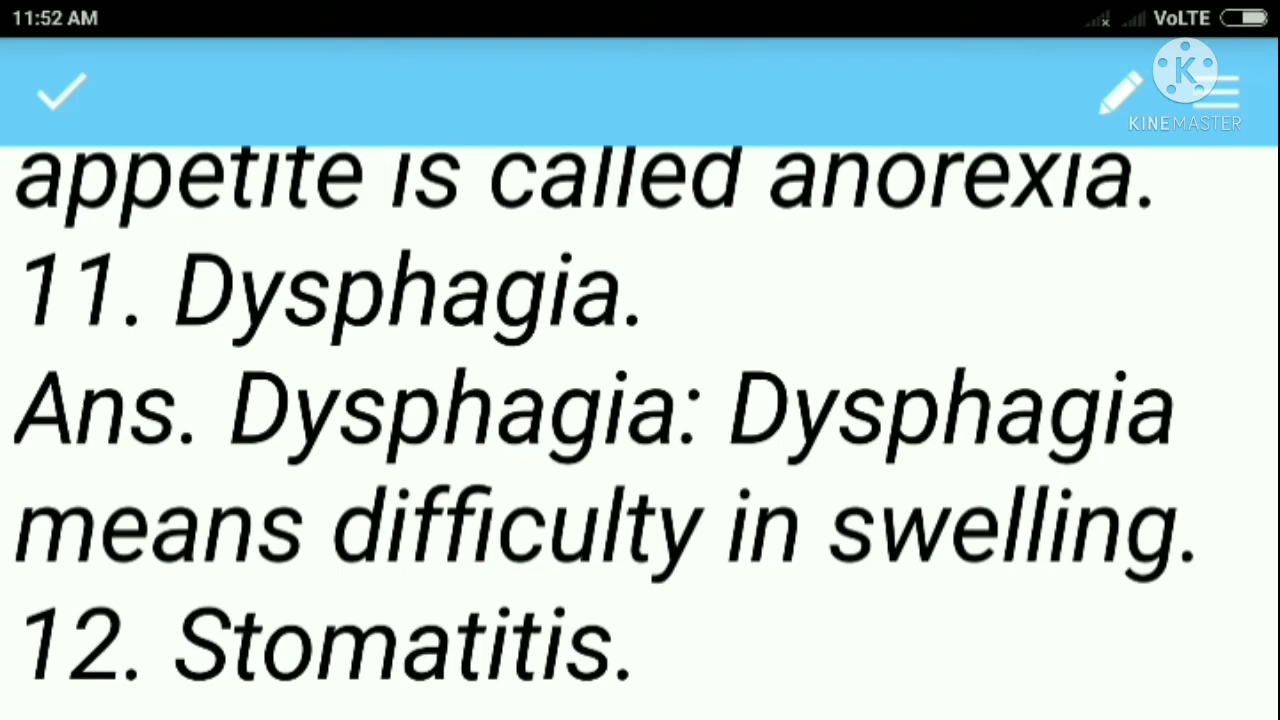 11:52 AM
VoLTE
KINEMASTER
appetite is called anorexia.
11. Dysphagia.
Ans. Dysphagia: Dysphagia
means difficulty in swelling.
12. Stomatitis.